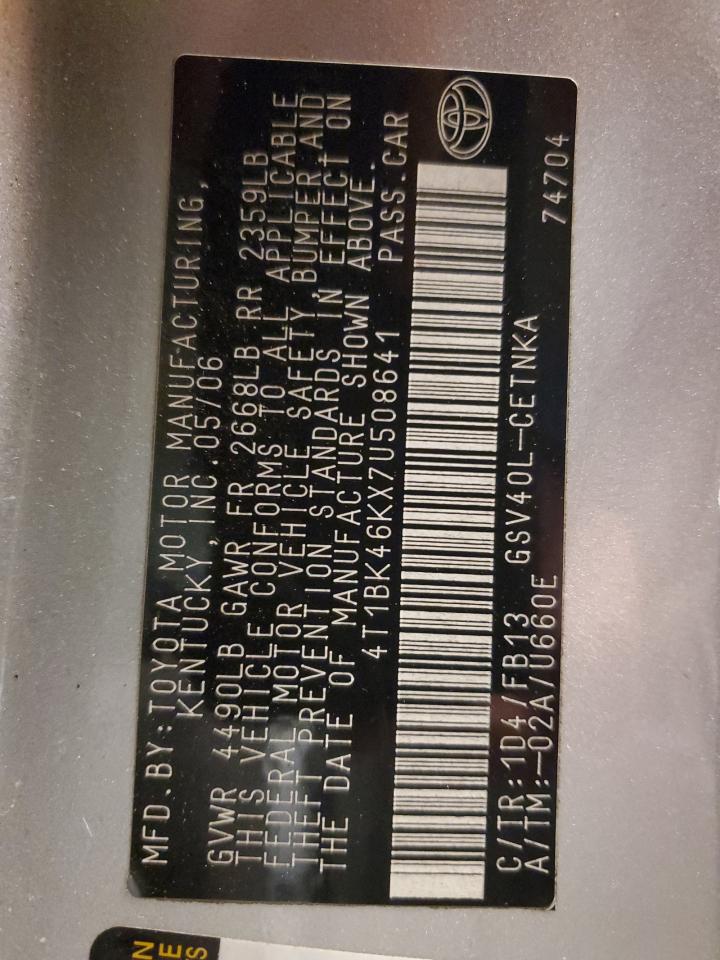 MFD.BY:TOYOTA MOTOR MANUFACTURING,
KENTUCKY,INC.05/06
GVWR 4490LB GAWR FR 2668LB RR 2359LB
THIS VEHICLE CONFORMS TO ALL APPLICABLE
FEDERAL MOTOR VEHICLE SAFETY, BUMPER, AND
THEFT PREVENTION STANDARDS IN EFFECT ON
THE DATE OF MANUFACTURE SHOWN ABOVE.
4T1BK46KX7U508641 PASS.CAR
C/TR:1D4/FB13 GSV40L-CETNKA 74704
A/TM:-02A/U660E
N
E
S